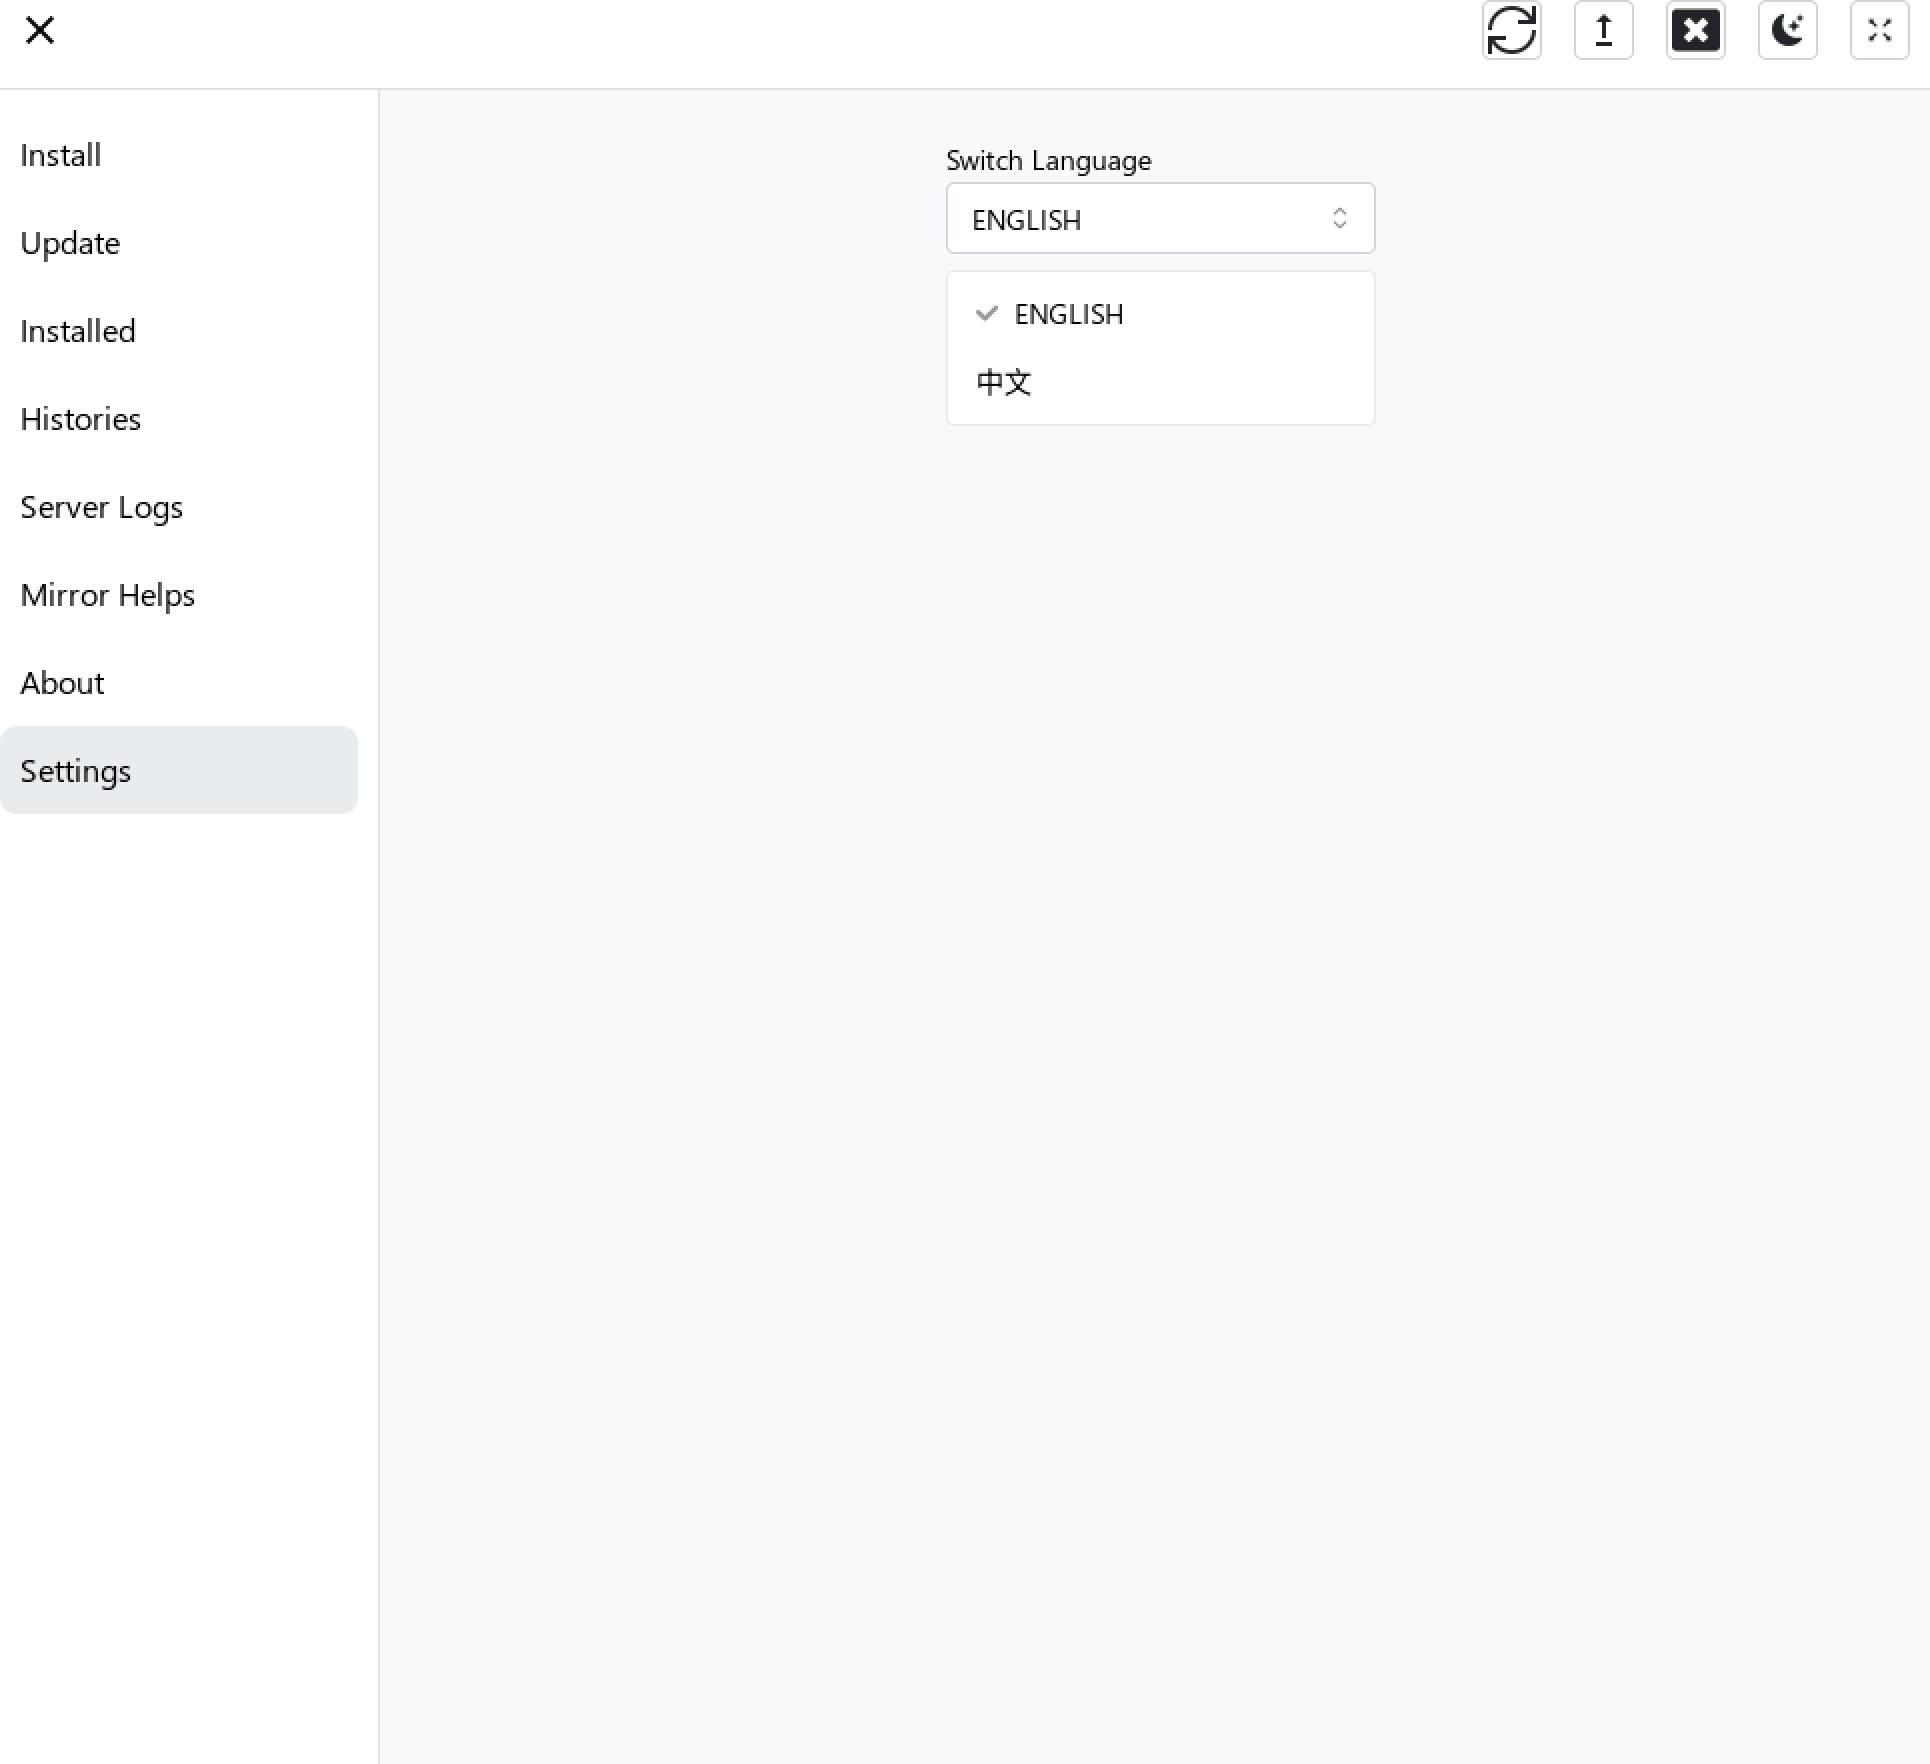 Install
Update
Installed
Histories
Server Logs
Mirror Helps
About
Settings
Switch Language
ENGLISH
ENGLISH
中文